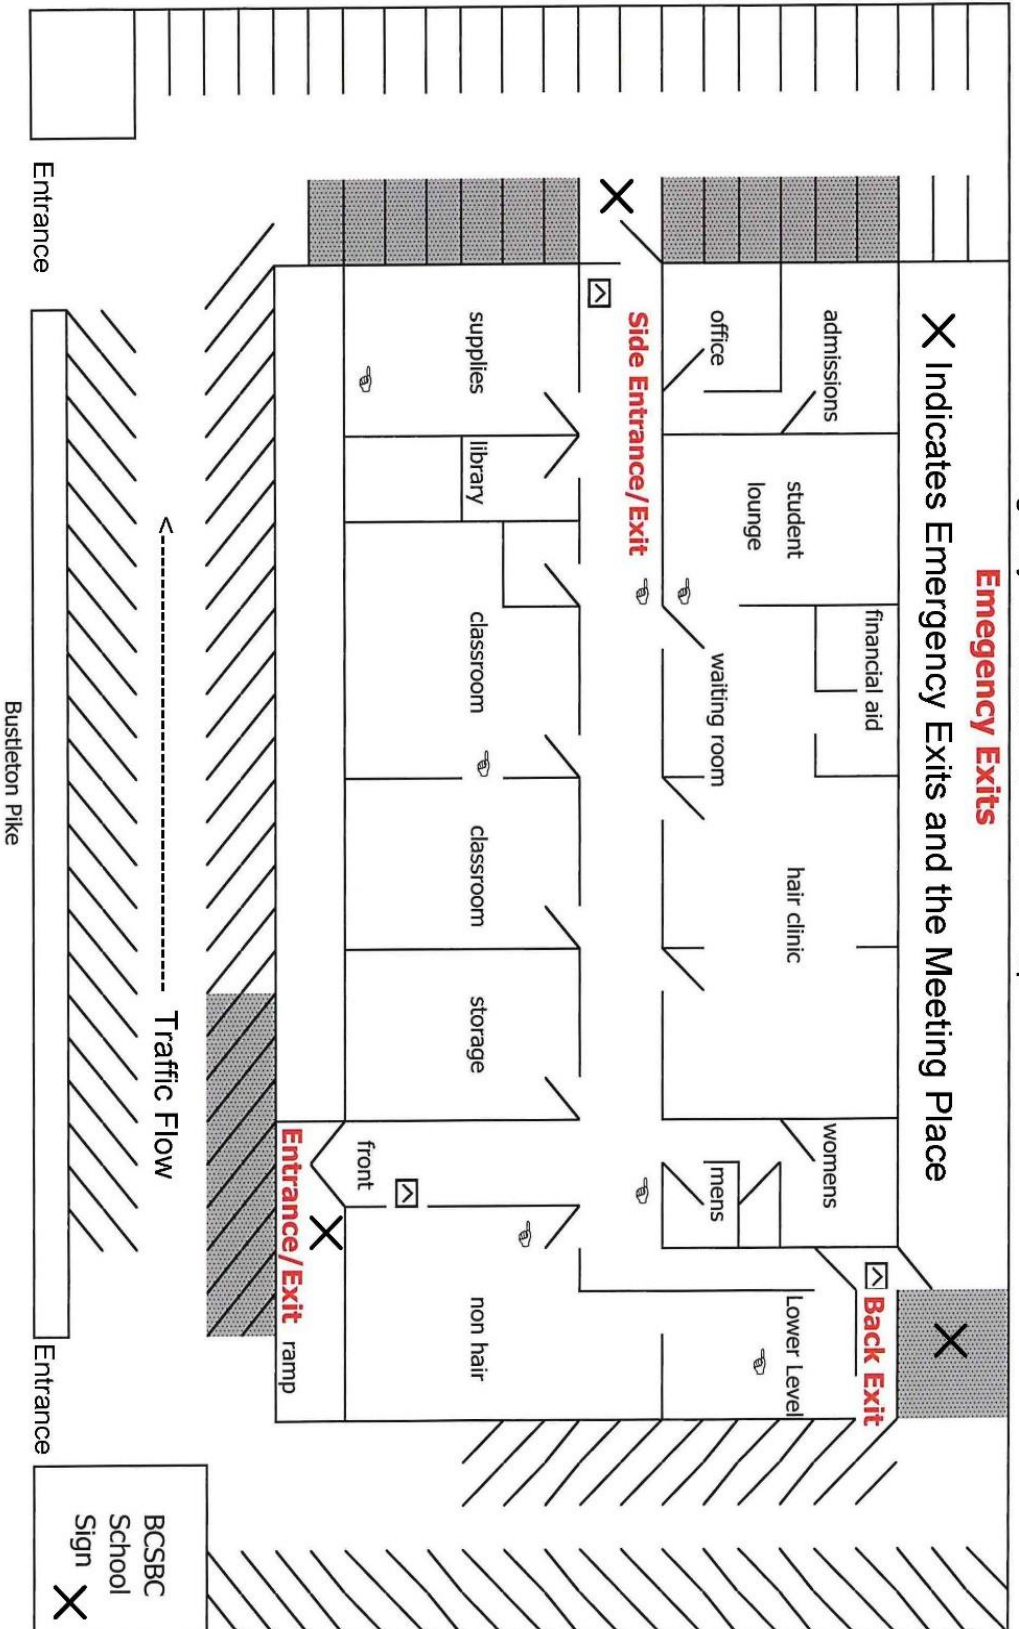 Emegency Exits
Indicates Emergency Exits and the Meeting Place
admissions
office
student
lounge
financial aid
waiting room
hair clinic
womens
mens
Back Exit
Lower Level
Side Entrance/Exit
supplies
library
classroom
classroom
storage
front
non hair
Entrance/Exit
ramp
<---------------- Traffic Flow
Entrance
Entrance
Bustleton Pike
BCSBC
School
Sign